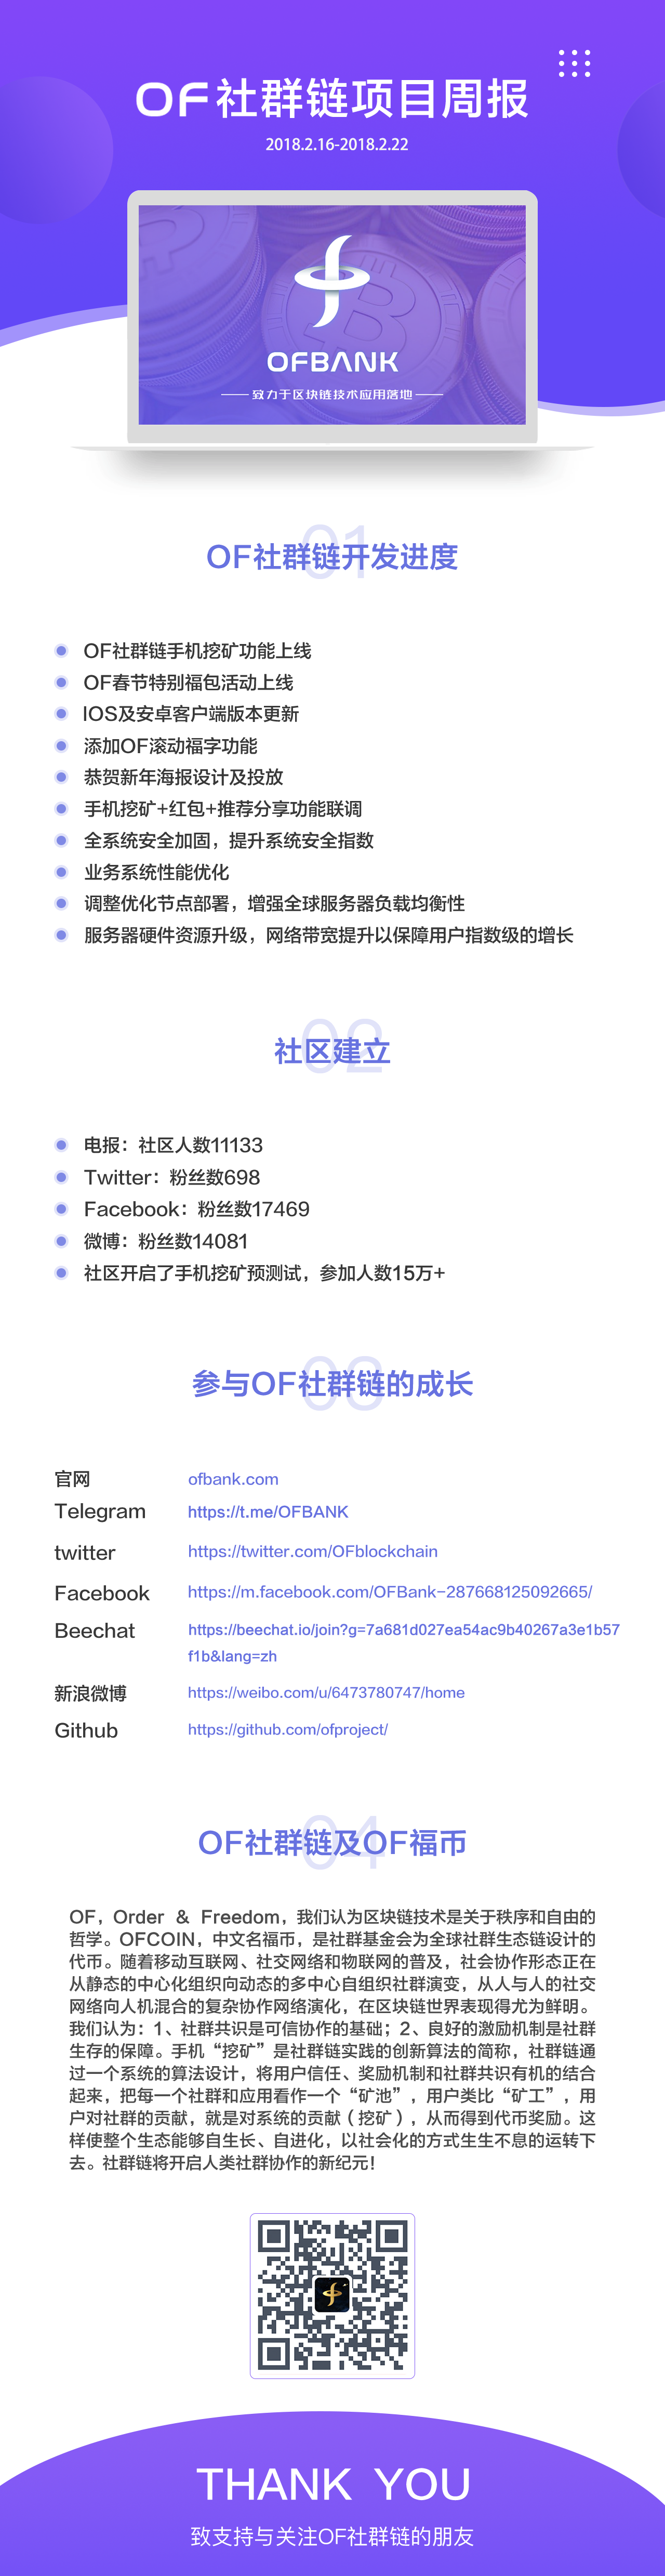 OF社群链项目周报
2018.2.16-2018.2.22
OFBANK
致力于区块链技术应用落地
01
OF社群链开发进度
OF社群链手机挖矿功能上线
OF春节特别福包活动上线
IOS及安卓客户端版本更新
添加OF滚动福字功能
恭贺新年海报设计及投放
手机挖矿+红包+推荐分享功能联调
全系统安全加固，提升系统安全指数
业务系统性能优化
调整优化节点部署，增强全球服务器负载均衡性
服务器硬件资源升级，网络带宽提升以保障用户指数级的增长
02
社区建立
电报：社区人数11133
Twitter：粉丝数698
Facebook：粉丝数17469
微博：粉丝数14081
社区开启了手机挖矿预测试，参加人数15万+
03
参与OF社群链的成长
官网 ofbank.com
Telegram https://t.me/OFBANK
twitter https://twitter.com/OFblockchain
Facebook https://m.facebook.com/OFBank-287668125092665/
Beechat https://beechat.io/join?g=7a681d027ea54ac9b40267a3e1b57
f1b&lang=zh
新浪微博 https://weibo.com/u/6473780747/home
Github https://github.com/ofproject/
04
OF社群链及OF福币
OF，Order & Freedom，我们认为区块链技术是关于秩序和自由的
哲学。OFCOIN，中文名福币，是社群基金会为全球社群生态链设计的
代币。随着移动互联网、社交网络和物联网的普及，社会协作形态正在
从静态的中心化组织向动态的多中心自组织社群演变，从人与人的社交
网络向人机混合的复杂协作网络演化，在区块链世界表现得尤为鲜明。
我们认为：1、社群共识是可信协作的基础；2、良好的激励机制是社群
生存的保障。手机“挖矿”是社群链实践的创新算法的简称，社群链通
过一个系统的算法设计，将用户信任、奖励机制和社群共识有机的结合
起来，把每一个社群和应用看作一个“矿池”，用户类比“矿工”，用
户对社群的贡献，就是对系统的贡献（挖矿），从而得到代币奖励。这
样使整个生态能够自生长、自进化，以社会化的方式生生不息的运转下
去。社群链将开启人类社群协作的新纪元！
THANK YOU
致支持与关注OF社群链的朋友